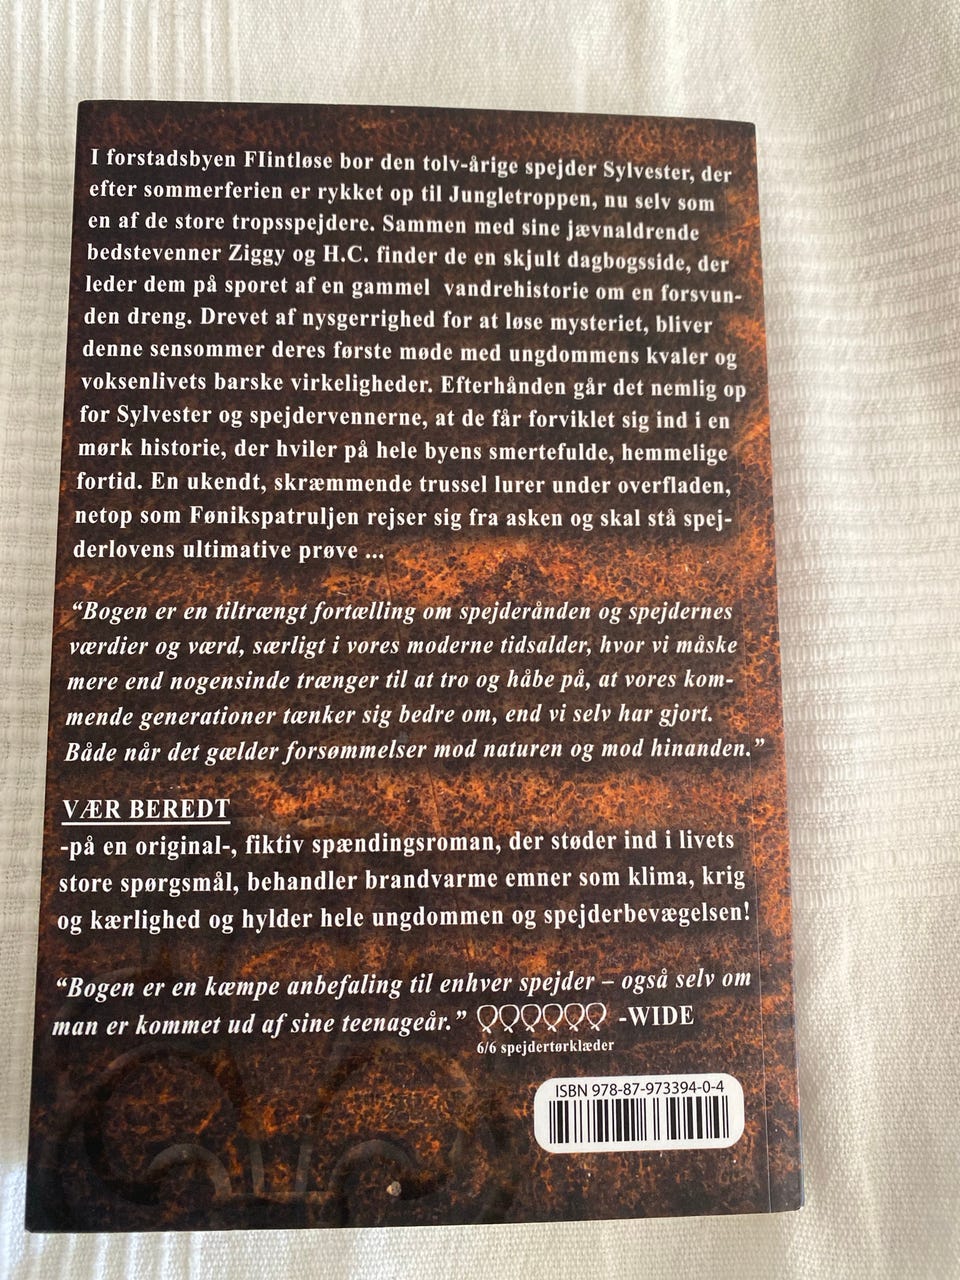 I forstadsbyen Flintløse bor den tolv-årige spejder Sylvester, der
efter sommerferien er rykket op til Jungletroppen, nu selv som
en af de store tropsspejdere. Sammen med sine jævnaldrende
bedstevenner Ziggy og H.C. finder de en skjult dagbogsside, der
leder dem på sporet af en gammel vandrehistorie om en forsvun-
den dreng. Drevet af nysgerrighed for at løse mysteriet, bliver
denne sensommer deres første møde med ungdommens kvaler og
voksenlivets barske virkeligheder. Efterhånden går det nemlig op
for Sylvester og spejdervennerne, at de får forviklet sig ind i en
mørk historie, der hviler på hele byens smertefulde, hemmelige
fortid. En ukendt, skræmmende trussel lurer under overfladen,
netop som Fønikspatruljen rejser sig fra asken og skal stå spej-
derlovens ultimative prøve ...
“Bogen er en tiltrængt fortælling om spejderånden og spejdernes
værdier og værd, særligt i vores moderne tidsalder, hvor vi måske
mere end nogensinde trænger til at tro og håbe på, at vores kom-
mende generationer tænker sig bedre om, end vi selv har gjort.
Både når det gælder forsømmelser mod naturen og mod hinanden.”
VÆR BEREDT
-på en original-, fiktiv spændingsroman, der støder ind i livets
store spørgsmål, behandler brandvarme emner som klima, krig
og kærlighed og hylder hele ungdommen og spejderbevægelsen!
“Bogen er en kæmpe anbefaling til enhver spejder – også selv om
man er kommet ud af sine teenageår.” -WIDE
6/6 spejdertørklæder
ISBN 978-87-973394-0-4